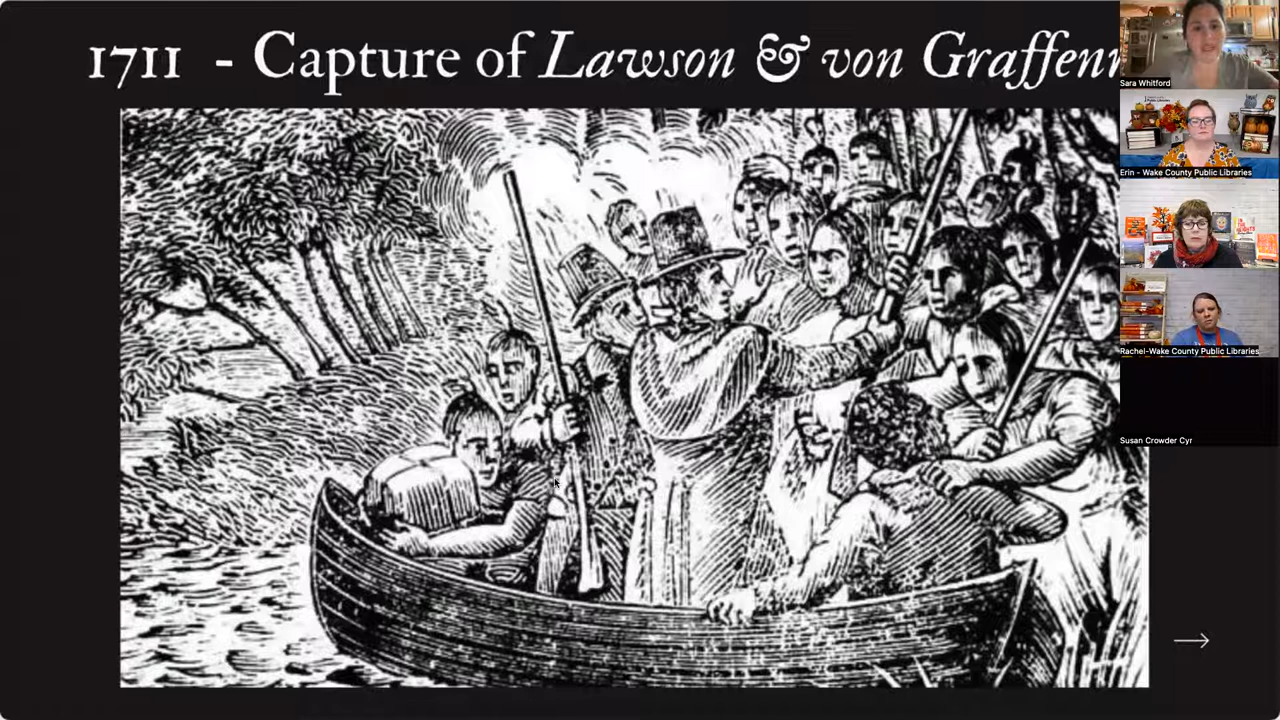 1711 - Capture of Lawson & von Graffenr
Sara Whitford
Erin - Wake County Public Libraries
Rachel-Wake County Public Libraries
Susan Crowder Cyr